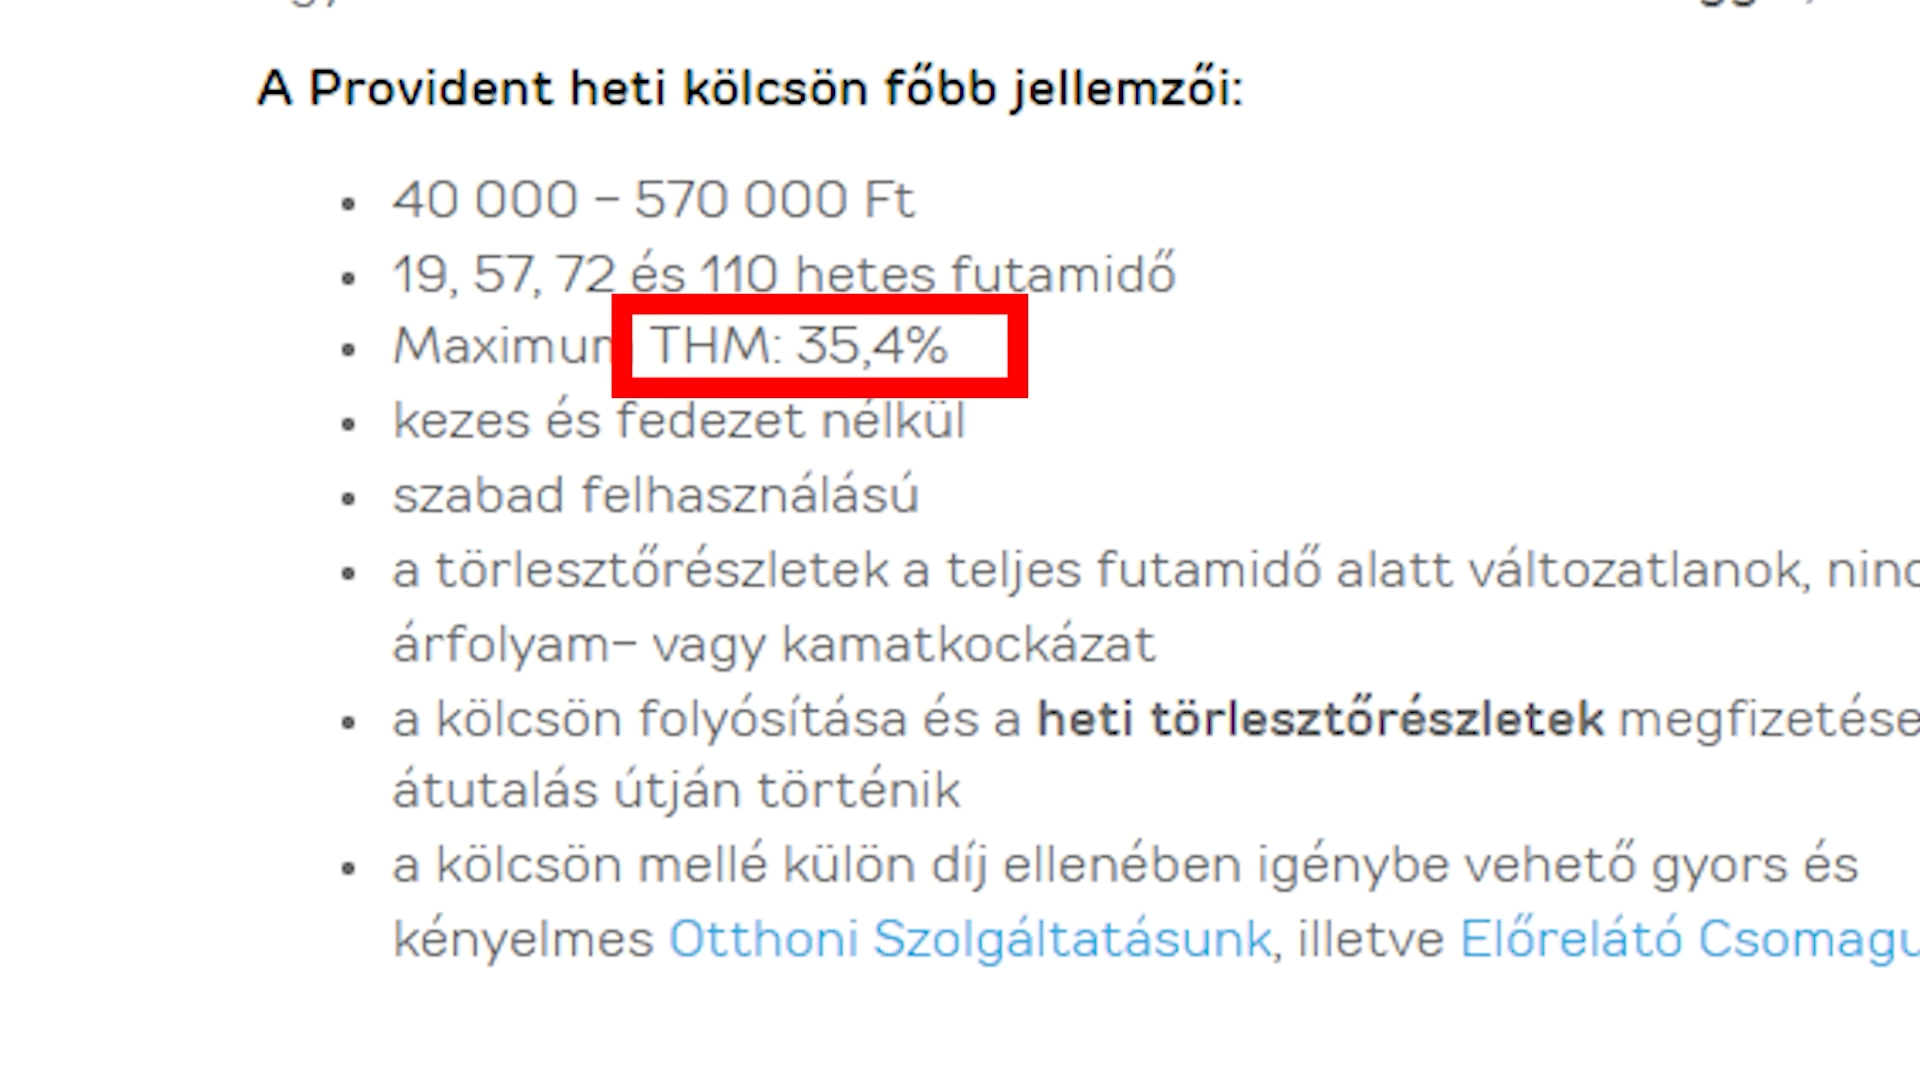 A Provident heti kölcsön főbb jellemzői:
• 40 000 – 570 000 Ft
• 19, 57, 72 és 110 hetes futamidő
• Maximum THM: 35,4%
• kezes és fedezet nélkül
• szabad felhasználású
• a törlesztőrészletek a teljes futamidő alatt változatlanok,
árfolyam– vagy kamatkockázat
• a kölcsön folyósítása és a heti törlesztőrészletek megfizetése
átutalás útján történik
• a kölcsön mellé külön díj ellenében igénybe vehető gyors és
kényelmes Otthoni Szolgáltatásunk, illetve Előrelátó